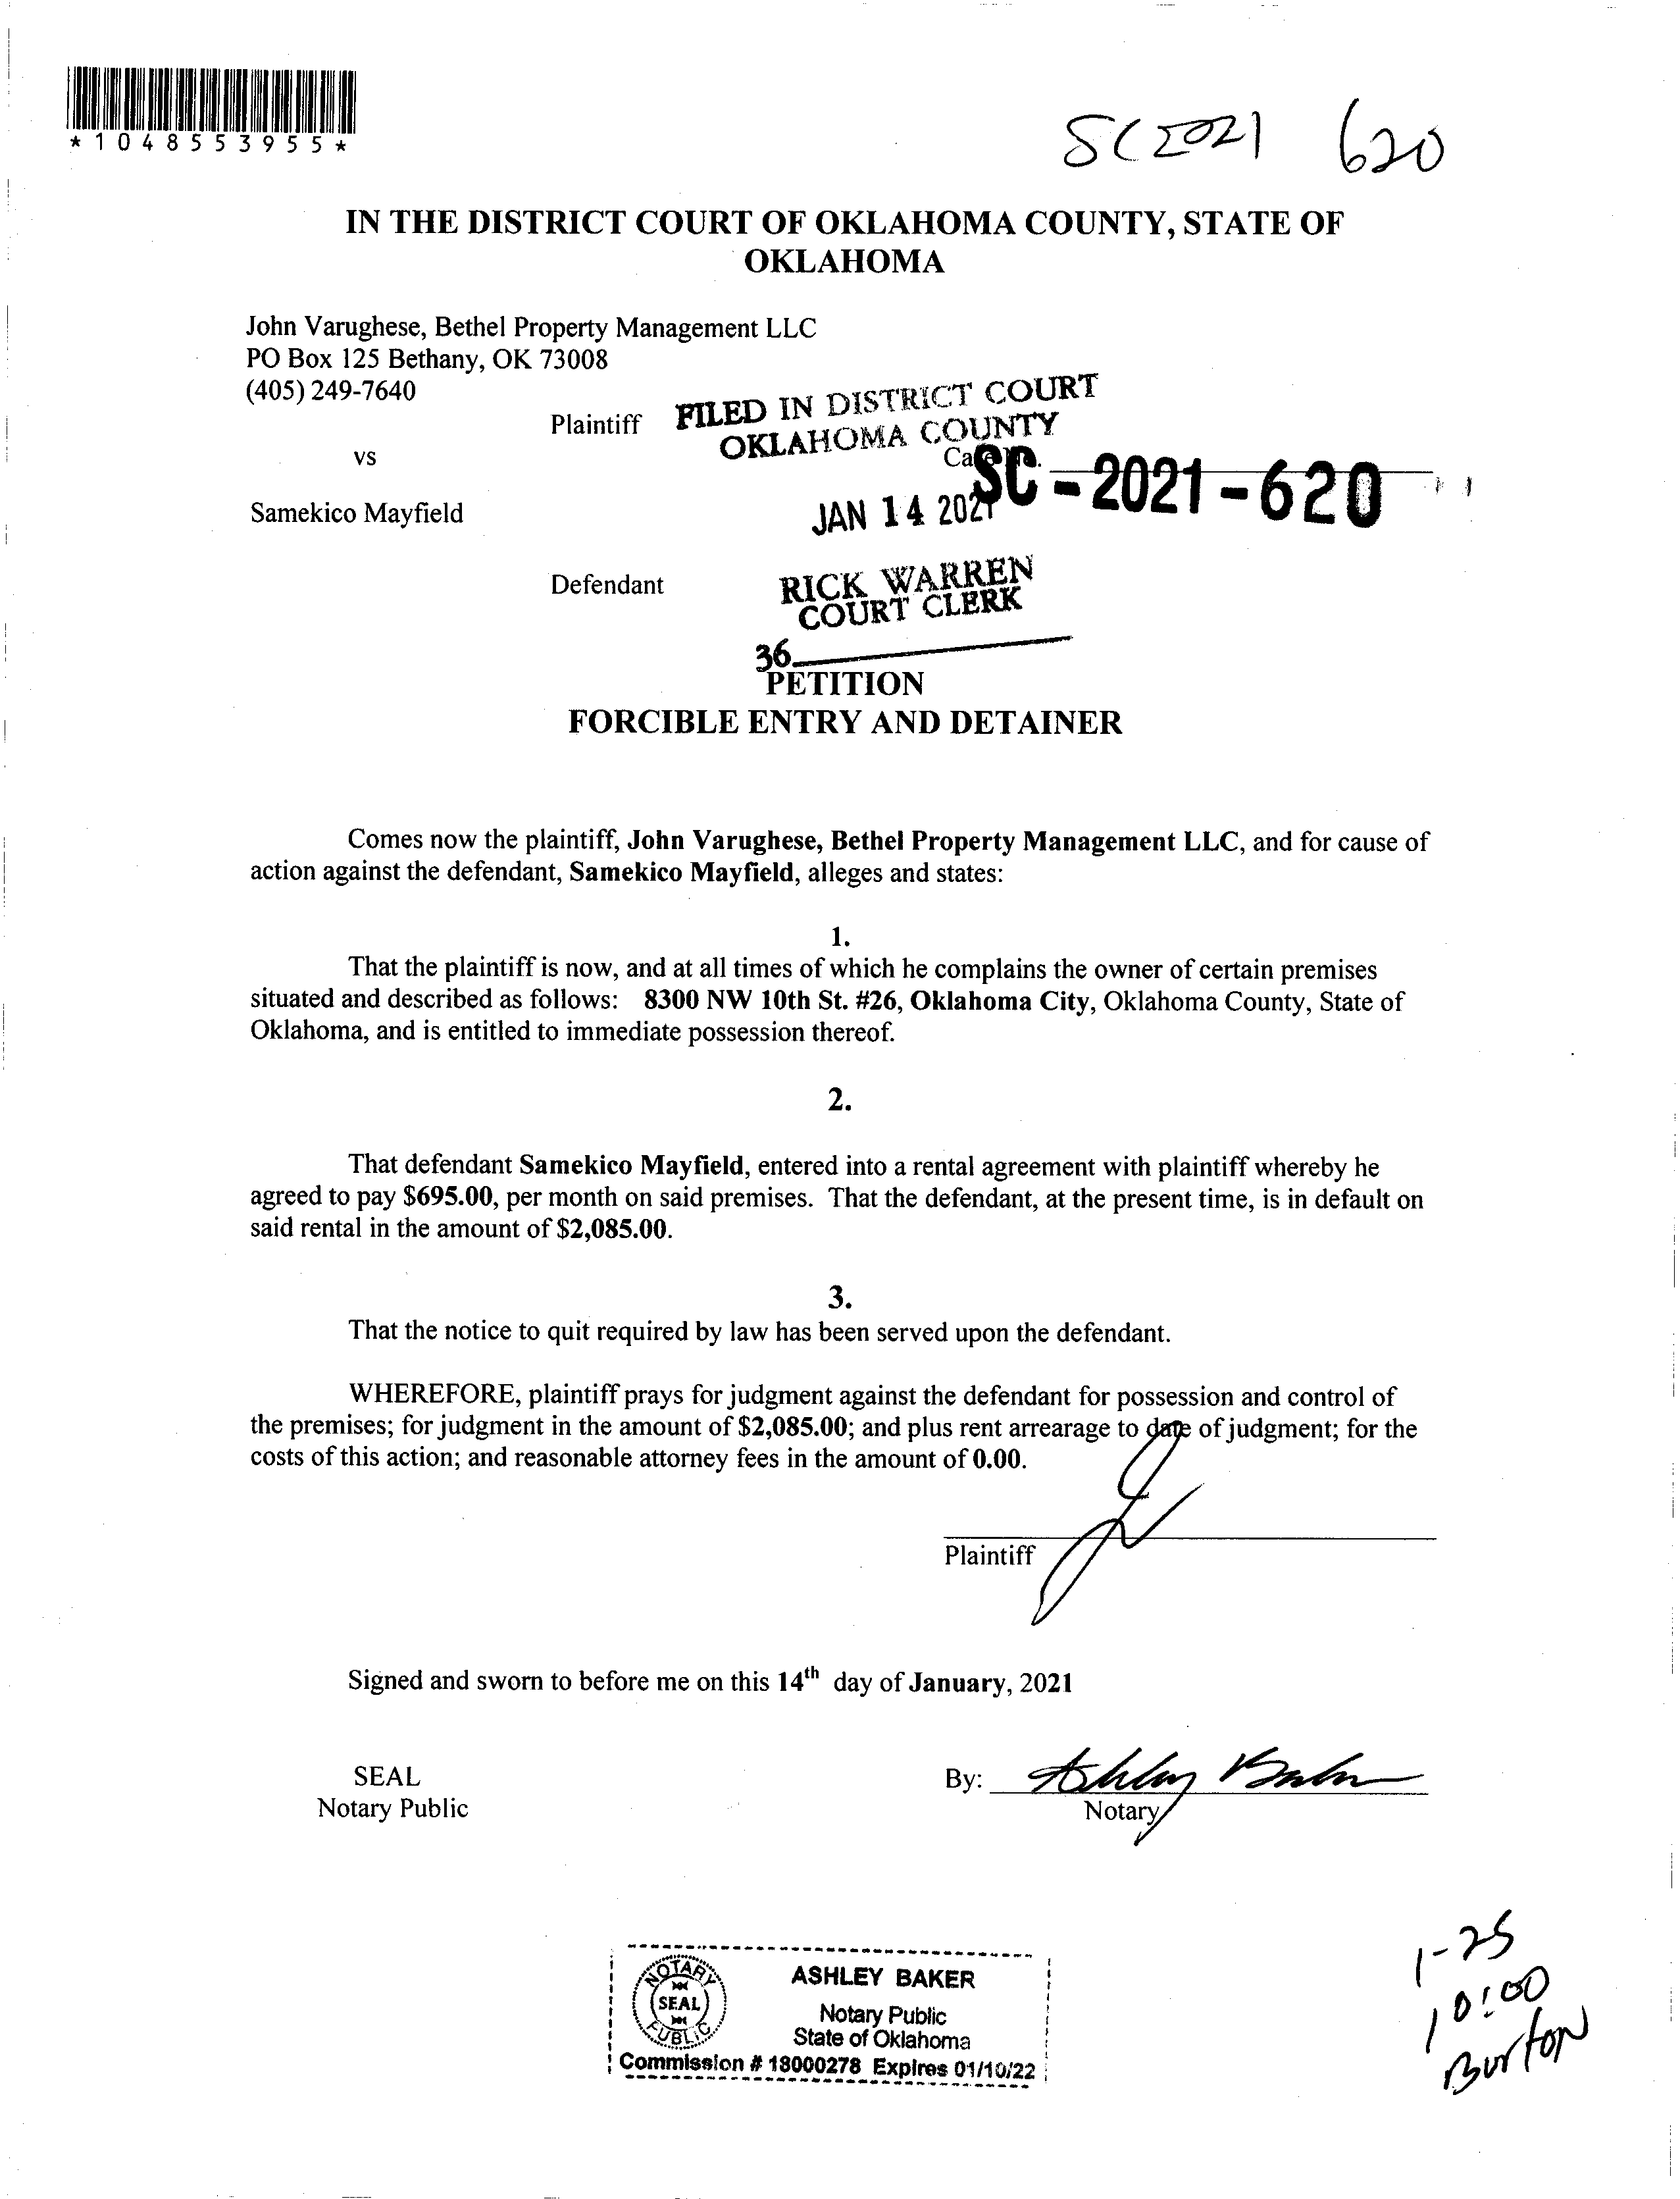 *1048553955*
SC2021 620
IN THE DISTRICT COURT OF OKLAHOMA COUNTY, STATE OF
OKLAHOMA
John Varughese, Bethel Property Management LLC
PO Box 125 Bethany, OK 73008
(405) 249-7640
Plaintiff
FILED IN DISTRICT COURT
OKLAHOMA COUNTY
vs
SC-2021-620
Samekico Mayfield
JAN 14 2021
Defendant
RICK WARREN
COURT CLERK
36
PETITION
FORCIBLE ENTRY AND DETAINER
Comes now the plaintiff, John Varughese, Bethel Property Management LLC, and for cause of
action against the defendant, Samekico Mayfield, alleges and states:
1.
That the plaintiff is now, and at all times of which he complains the owner of certain premises
situated and described as follows: 8300 NW 10th St. #26, Oklahoma City, Oklahoma County, State of
Oklahoma, and is entitled to immediate possession thereof.
2.
That defendant Samekico Mayfield, entered into a rental agreement with plaintiff whereby he
agreed to pay $695.00, per month on said premises. That the defendant, at the present time, is in default on
said rental in the amount of $2,085.00.
3.
That the notice to quit required by law has been served upon the defendant.
WHEREFORE, plaintiff prays for judgment against the defendant for possession and control of
the premises; for judgment in the amount of $2,085.00; and plus rent arrearage to date of judgment; for the
costs of this action; and reasonable attorney fees in the amount of 0.00.
Plaintiff
Signed and sworn to before me on this 14th day of January, 2021
SEAL
Notary Public
By: Ashley Baker
Notary
NOTARY
SEAL
PUBLIC
ASHLEY BAKER
Notary Public
State of Oklahoma
Commission # 18000278 Expires 01/10/22
1-25
10:00
Burton